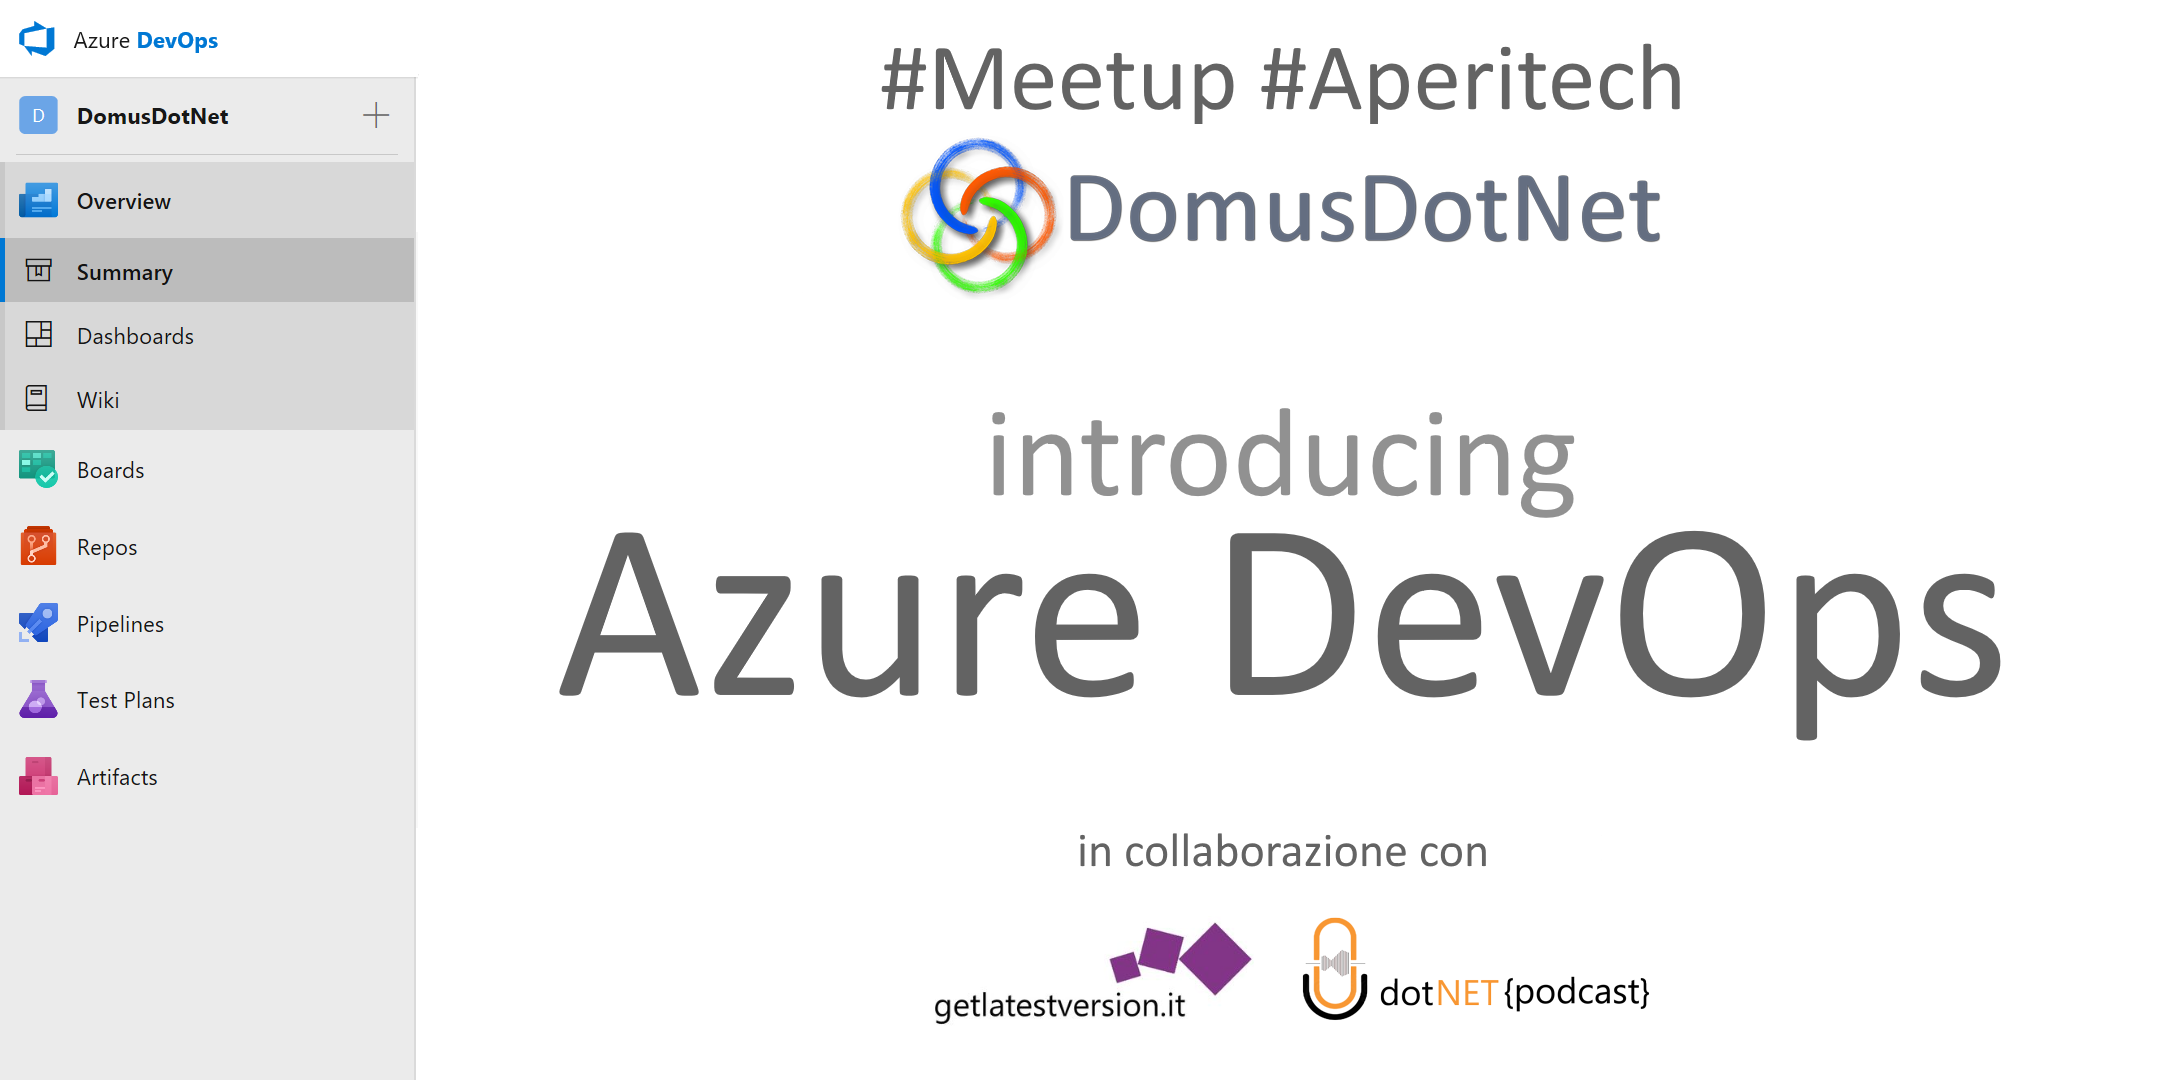 Azure DevOps
D DomusDotNet
Overview
Summary
Dashboards
Wiki
Boards
Repos
Pipelines
Test Plans
Artifacts
#Meetup #Aperitech
DomusDotNet
introducing
Azure DevOps
in collaborazione con
getlatestversion.it
dotNET{podcast}